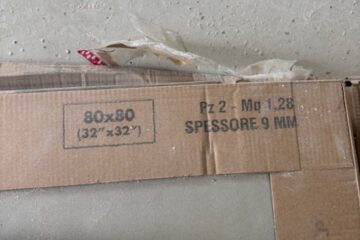 80x80
(32"x32")
Pz 2 - Mq 1,28
SPESSORE 9 MM